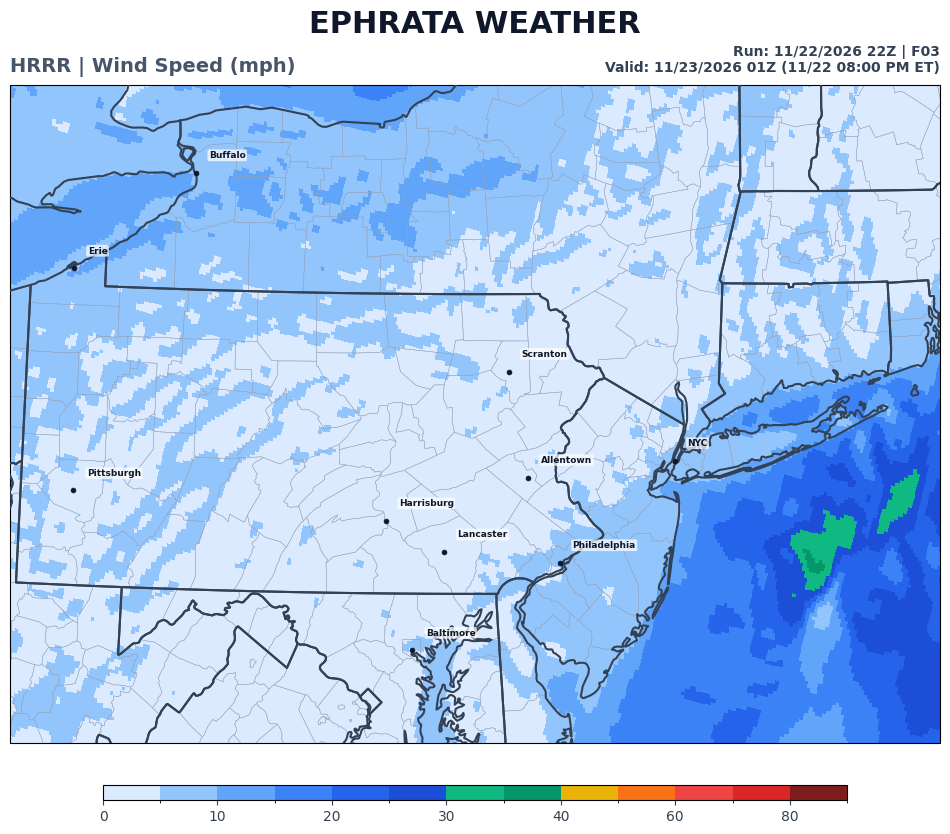 EPHRATA WEATHER
HRRR | Wind Speed (mph)
Run: 11/22/2026 22Z | F03
Valid: 11/23/2026 01Z (11/22 08:00 PM ET)
Buffalo
Erie
Scranton
NYC
Pittsburgh
Allentown
Harrisburg
Lancaster
Philadelphia
Baltimore
0 10 20 30 40 60 80